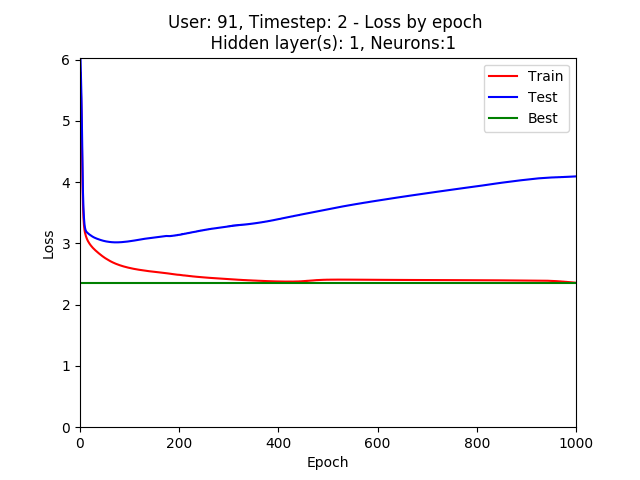 User: 91, Timestep: 2 - Loss by epoch
Hidden layer(s): 1, Neurons:1
6
5
4
3
2
1
0
Loss
Train
Test
Best
0 200 400 600 800 1000
Epoch